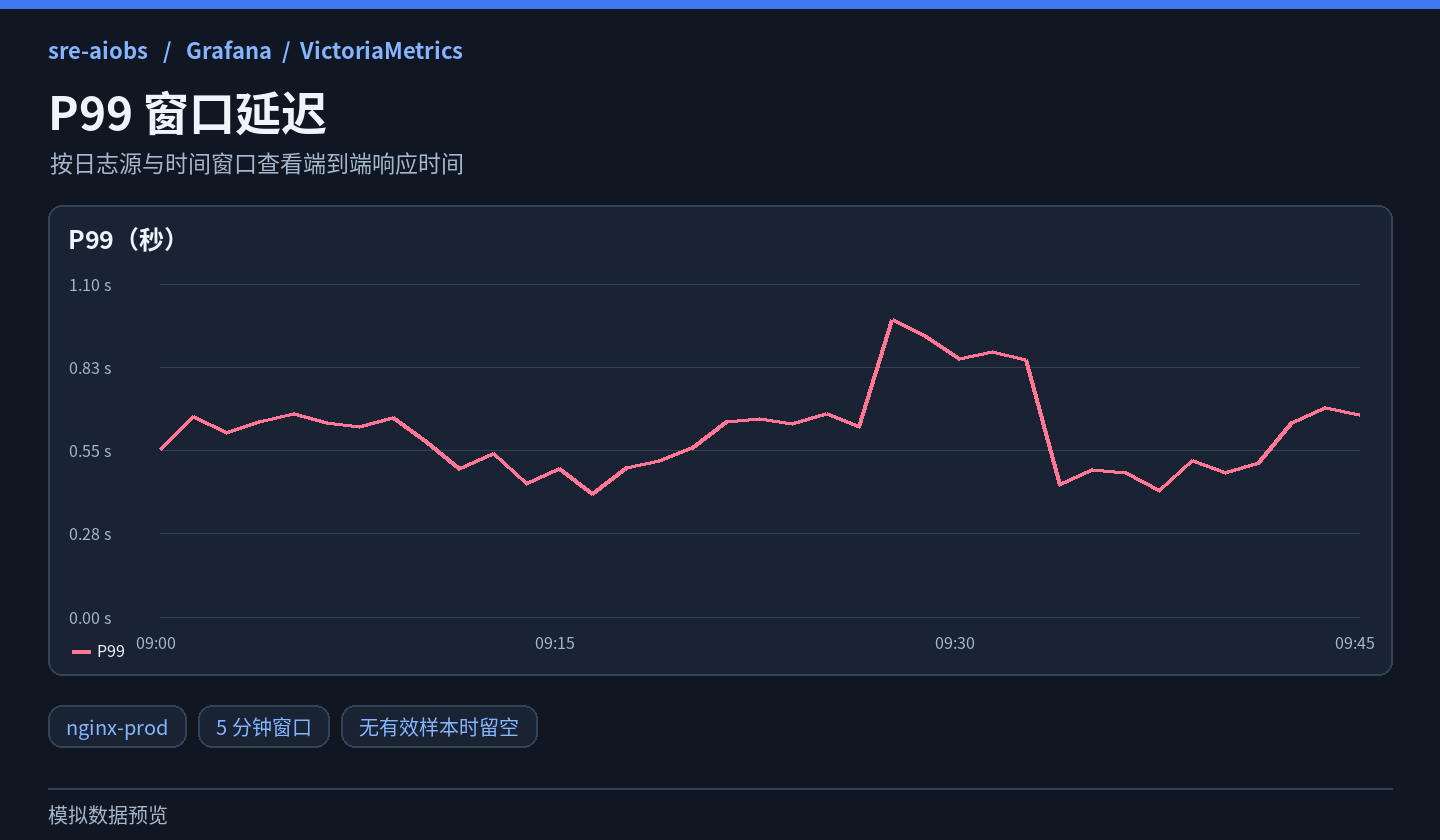 sre-aiobs / Grafana / VictoriaMetrics
P99 窗口延迟
按日志源与时间窗口查看端到端响应时间
P99（秒）
1.10 s
0.83 s
0.55 s
0.28 s
0.00 s
09:00 09:15 09:30 09:45
P99
nginx-prod 5 分钟窗口 无有效样本时留空
模拟数据预览